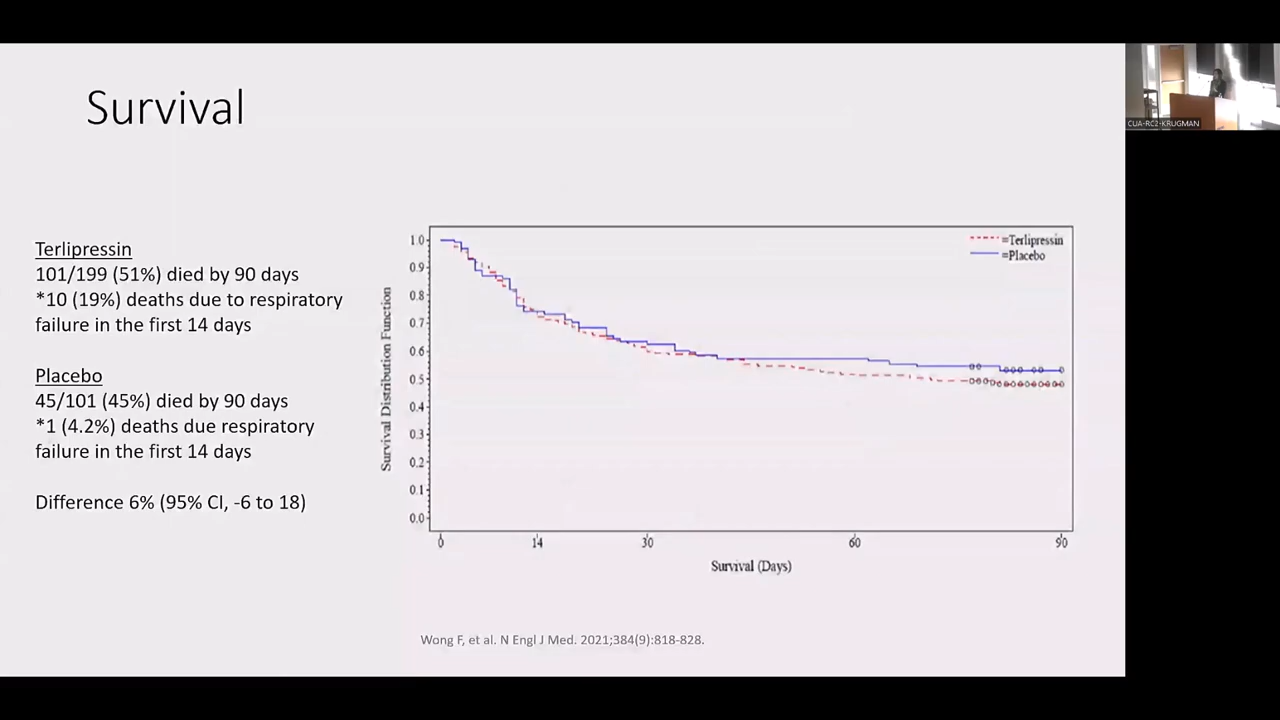 Survival
Terlipressin
101/199 (51%) died by 90 days
*10 (19%) deaths due to respiratory
failure in the first 14 days
Placebo
45/101 (45%) died by 90 days
*1 (4.2%) deaths due respiratory
failure in the first 14 days
Difference 6% (95% CI, -6 to 18)
=Terlipressin
=Placebo
Survival Distribution Function
1.0
0.9
0.8
0.7
0.6
0.5
0.4
0.3
0.2
0.1
0.0
0 14 30 60 90
Survival (Days)
Wong F, et al. N Engl J Med. 2021;384(9):818-828.
CUA-RC2-KRUGMAN